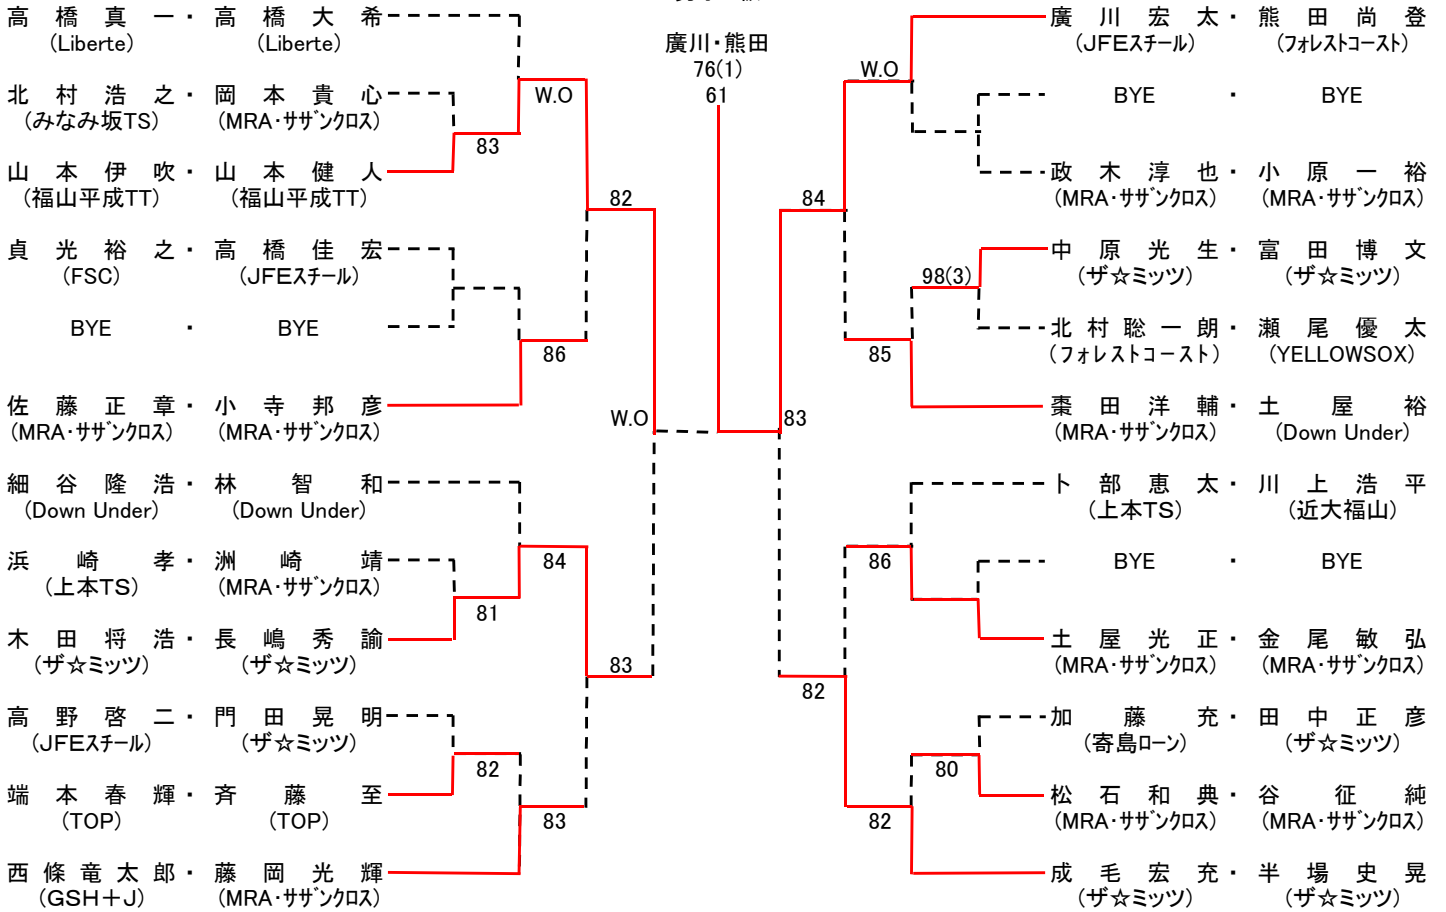 高橋真一・高橋大希
(Liberte) (Liberte)
W.O
北村浩之・岡本貴心
(みなみ坂TS) (MRA・サザンクロス)
83
山本伊吹・山本健人
(福山平成TT) (福山平成TT)
82
貞光裕之・高橋佳宏
(FSC) (JFEスチール)
BYE ・ BYE
86
佐藤正章・小寺邦彦
(MRA・サザンクロス) (MRA・サザンクロス)
W.O
細谷隆浩・林智和
(Down Under) (Down Under)
84
浜崎孝・洲崎靖
(上本TS) (MRA・サザンクロス)
81
木田将浩・長嶋秀諭
(ザ☆ミッツ) (ザ☆ミッツ)
83
高野啓二・門田晃明
(JFEスチール) (ザ☆ミッツ)
82
端本春輝・斉藤至
(TOP) (TOP)
83
西條竜太郎・藤岡光輝
(GSH+J) (MRA・サザンクロス)
廣川・熊田
76(1)
61
廣川宏太・熊田尚登
(JFEスチール) (フォレストコースト)
W.O
BYE ・ BYE
政木淳也・小原一裕
(MRA・サザンクロス) (MRA・サザンクロス)
84
中原光生・富田博文
(ザ☆ミッツ) (ザ☆ミッツ)
98(3)
北村聡一朗・瀬尾優太
(フォレストコースト) (YELLOWSOX)
85
棗田洋輔・土屋裕
(MRA・サザンクロス) (Down Under)
83
卜部恵太・川上浩平
(上本TS) (近大福山)
86
BYE ・ BYE
土屋光正・金尾敏弘
(MRA・サザンクロス) (MRA・サザンクロス)
82
加藤充・田中正彦
(寄島ローン) (ザ☆ミッツ)
80
松石和典・谷征純
(MRA・サザンクロス) (MRA・サザンクロス)
82
成毛宏充・半場史晃
(ザ☆ミッツ) (ザ☆ミッツ)